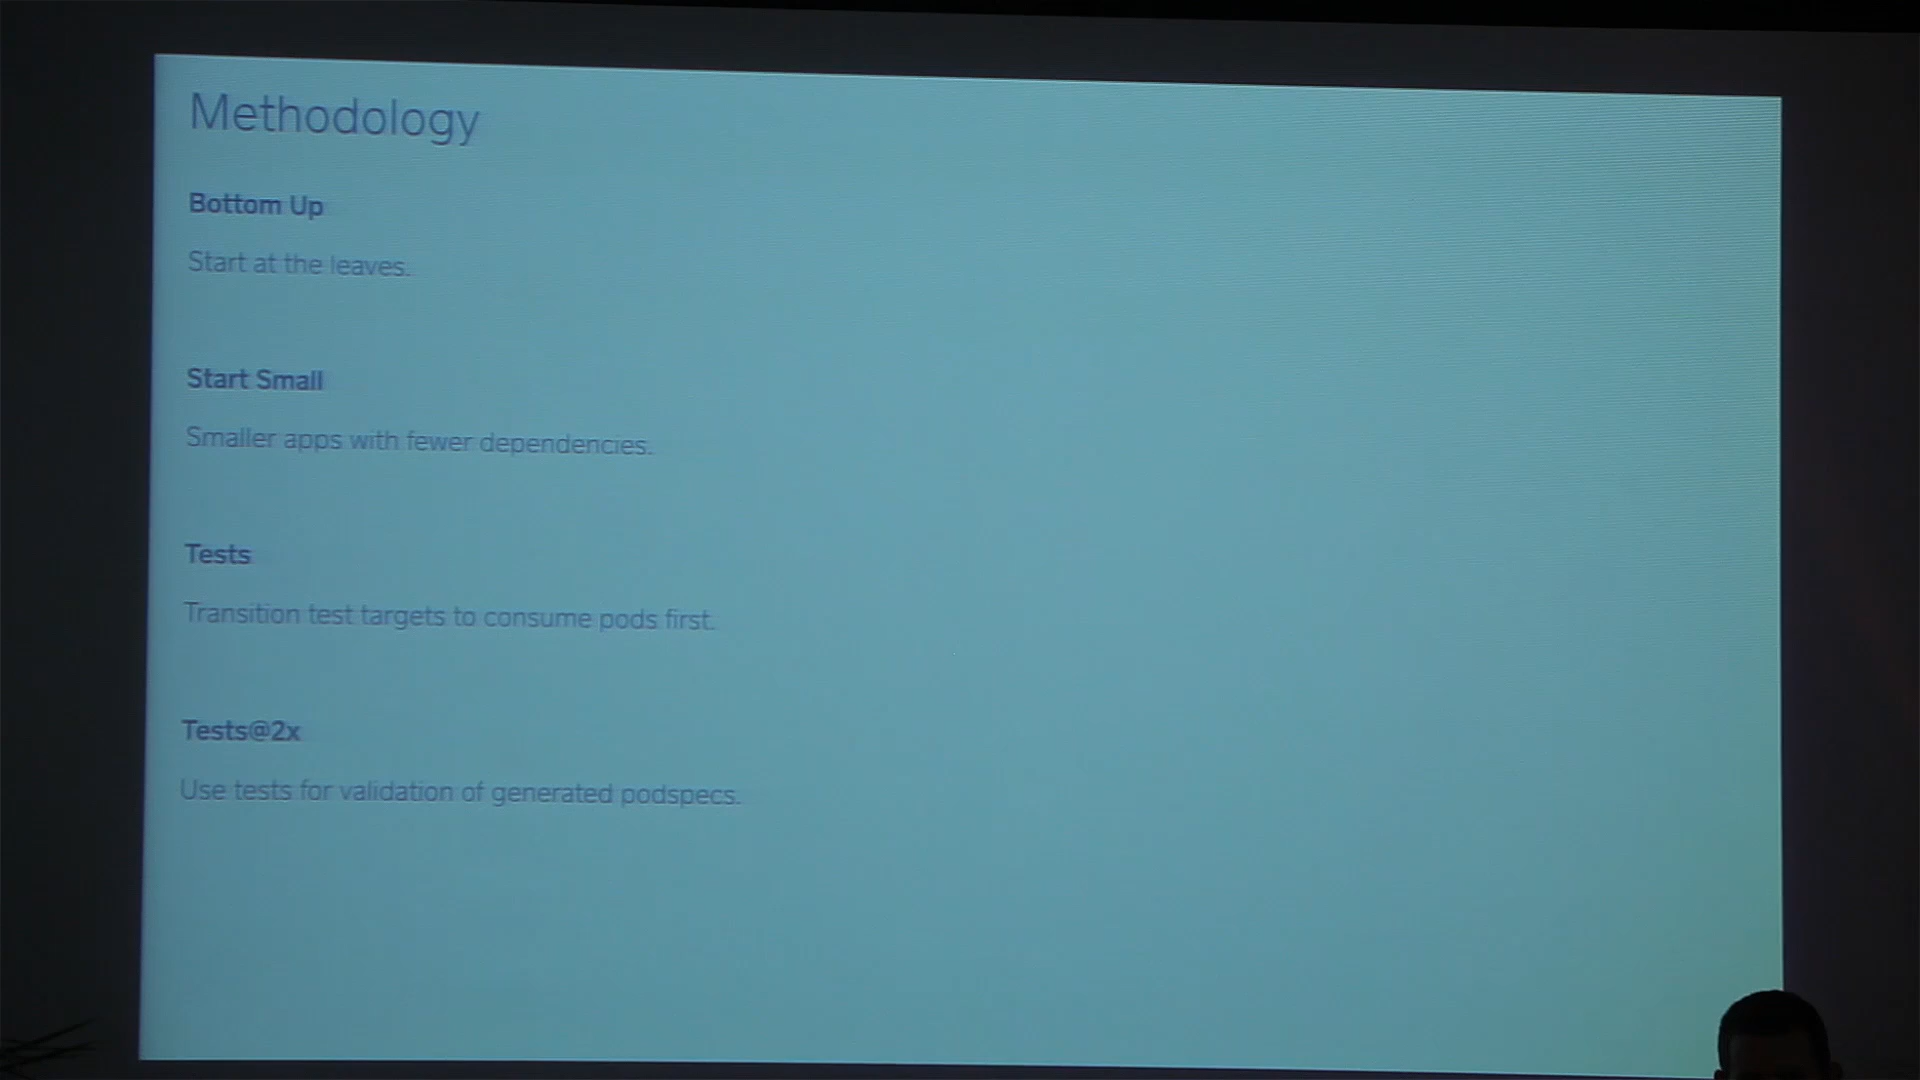 Methodology
Bottom Up
Start at the leaves.
Start Small
Smaller apps with fewer dependencies.
Tests
Transition test targets to consume pods first.
Tests@2x
Use tests for validation of generated podspecs.